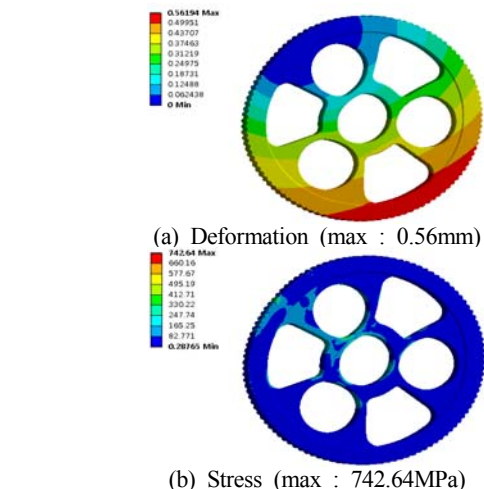 0.56194 Max
0.49951
0.43707
0.37463
0.31219
0.24975
0.18731
0.12488
0.062438
0 Min
(a) Deformation (max : 0.56mm)
742.64 Max
660.16
577.67
495.19
412.71
330.22
247.74
165.25
82.771
0.28765 Min
(b) Stress (max : 742.64MPa)